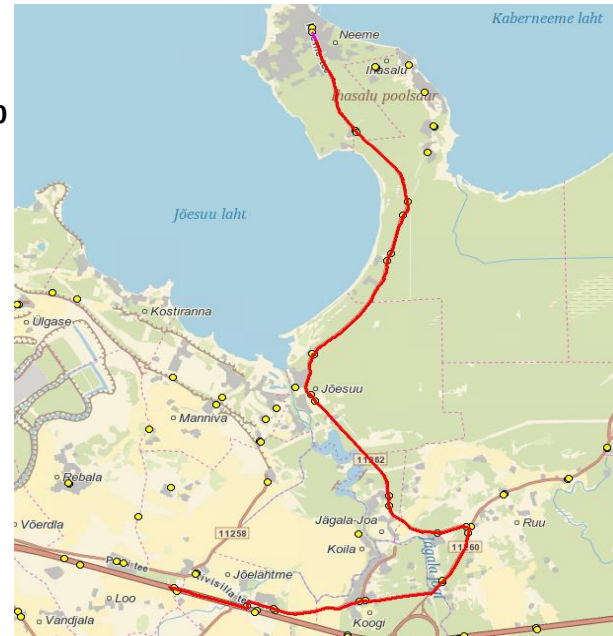 Kaberneeme laht
Neeme
Ihasalu
Ihasalu poolsaar
0
Jõesuu laht
Kostiranna
Ülgase
Jõesuu
Manniva
11262
Rebala
Võerdla
11258
Jägala-Joa
Ruu
Koila
11260
Jõelähtme
Loo
Koogi
Vandjala